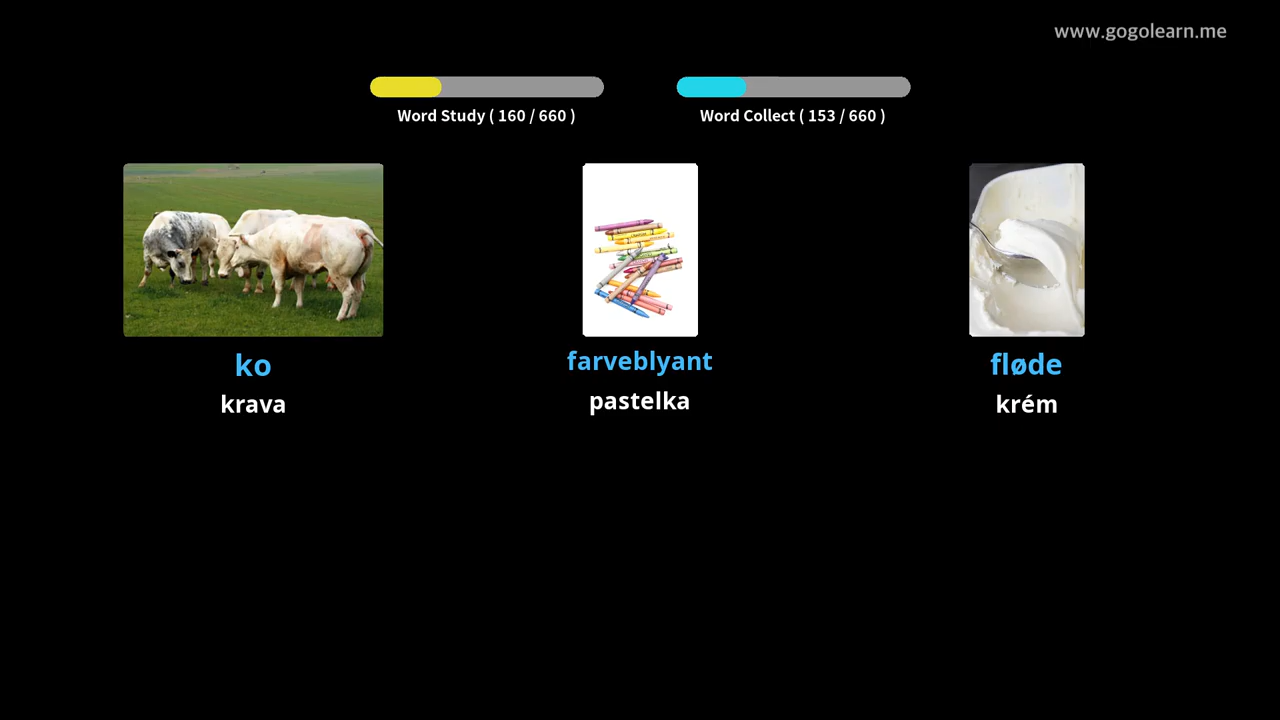 www.gogolearn.me
Word Study ( 160 / 660 )
Word Collect ( 153 / 660 )
ko
krava
farveblyant
pastelka
fløde
krém